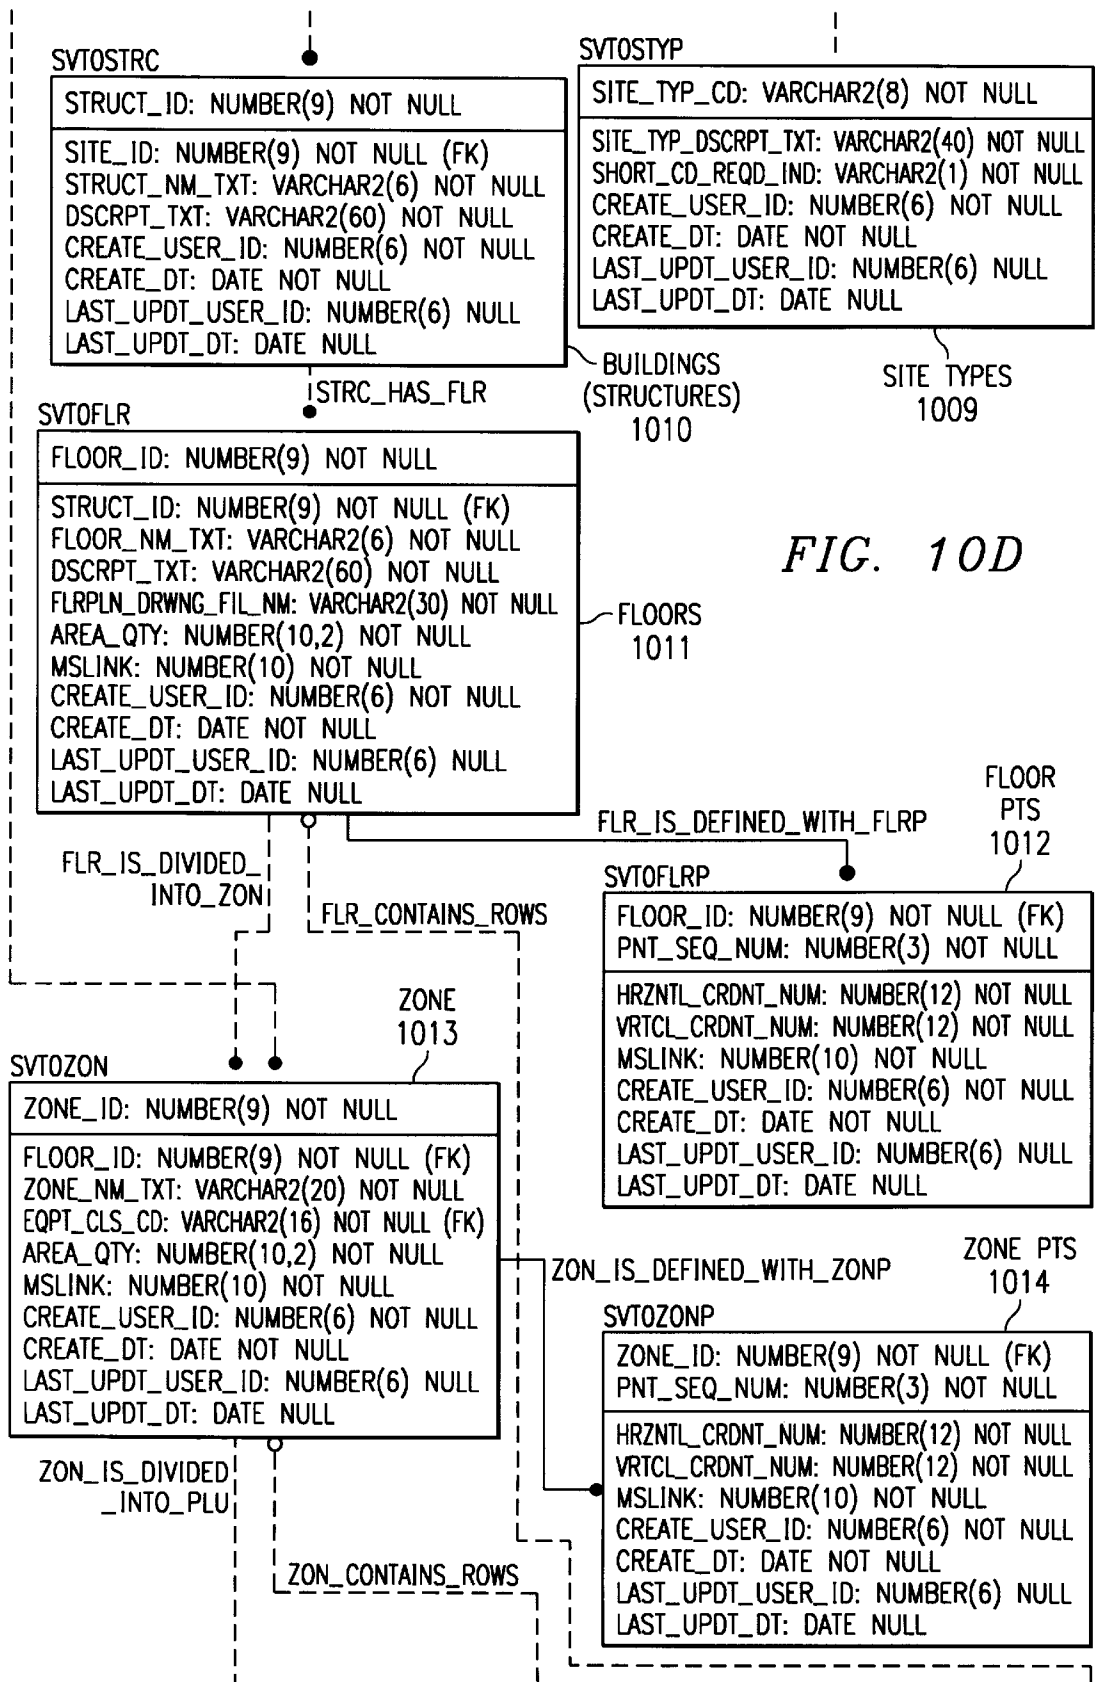 SVTOSTRC
STRUCT_ID: NUMBER(9) NOT NULL
SITE_ID: NUMBER(9) NOT NULL (FK)
STRUCT_NM_TXT: VARCHAR2(6) NOT NULL
DSCRPT_TXT: VARCHAR2(60) NOT NULL
CREATE_USER_ID: NUMBER(6) NOT NULL
CREATE_DT: DATE NOT NULL
LAST_UPDT_USER_ID: NUMBER(6) NULL
LAST_UPDT_DT: DATE NULL
BUILDINGS
(STRUCTURES)
1010
SVTOSTYP
SITE_TYP_CD: VARCHAR2(8) NOT NULL
SITE_TYP_DSCRPT_TXT: VARCHAR2(40) NOT NULL
SHORT_CD_REQD_IND: VARCHAR2(1) NOT NULL
CREATE_USER_ID: NUMBER(6) NOT NULL
CREATE_DT: DATE NOT NULL
LAST_UPDT_USER_ID: NUMBER(6) NULL
LAST_UPDT_DT: DATE NULL
SITE TYPES
1009
STRC_HAS_FLR
SVTOFLR
FLOOR_ID: NUMBER(9) NOT NULL
STRUCT_ID: NUMBER(9) NOT NULL (FK)
FLOOR_NM_TXT: VARCHAR2(6) NOT NULL
DSCRPT_TXT: VARCHAR2(60) NOT NULL
FLRPLN_DRWNG_FIL_NM: VARCHAR2(30) NOT NULL
AREA_QTY: NUMBER(10,2) NOT NULL
MSLINK: NUMBER(10) NOT NULL
CREATE_USER_ID: NUMBER(6) NOT NULL
CREATE_DT: DATE NOT NULL
LAST_UPDT_USER_ID: NUMBER(6) NULL
LAST_UPDT_DT: DATE NULL
FLOORS
1011
FIG. 10D
FLR_IS_DIVIDED_
INTO_ZON
FLR_CONTAINS_ROWS
FLR_IS_DEFINED_WITH_FLRP
FLOOR
PTS
1012
SVTOFLRP
FLOOR_ID: NUMBER(9) NOT NULL (FK)
PNT_SEQ_NUM: NUMBER(3) NOT NULL
HRZNTL_CRDNT_NUM: NUMBER(12) NOT NULL
VRTCL_CRDNT_NUM: NUMBER(12) NOT NULL
MSLINK: NUMBER(10) NOT NULL
CREATE_USER_ID: NUMBER(6) NOT NULL
CREATE_DT: DATE NOT NULL
LAST_UPDT_USER_ID: NUMBER(6) NULL
LAST_UPDT_DT: DATE NULL
ZONE
1013
SVTOZON
ZONE_ID: NUMBER(9) NOT NULL
FLOOR_ID: NUMBER(9) NOT NULL (FK)
ZONE_NM_TXT: VARCHAR2(20) NOT NULL
EQPT_CLS_CD: VARCHAR2(16) NOT NULL (FK)
AREA_QTY: NUMBER(10,2) NOT NULL
MSLINK: NUMBER(10) NOT NULL
CREATE_USER_ID: NUMBER(6) NOT NULL
CREATE_DT: DATE NOT NULL
LAST_UPDT_USER_ID: NUMBER(6) NULL
LAST_UPDT_DT: DATE NULL
ZON_IS_DEFINED_WITH_ZONP
ZONE PTS
1014
SVTOZONP
ZONE_ID: NUMBER(9) NOT NULL (FK)
PNT_SEQ_NUM: NUMBER(3) NOT NULL
HRZNTL_CRDNT_NUM: NUMBER(12) NOT NULL
VRTCL_CRDNT_NUM: NUMBER(12) NOT NULL
MSLINK: NUMBER(10) NOT NULL
CREATE_USER_ID: NUMBER(6) NOT NULL
CREATE_DT: DATE NOT NULL
LAST_UPDT_USER_ID: NUMBER(6) NULL
LAST_UPDT_DT: DATE NULL
ZON_IS_DIVIDED
_INTO_PLU
ZON_CONTAINS_ROWS